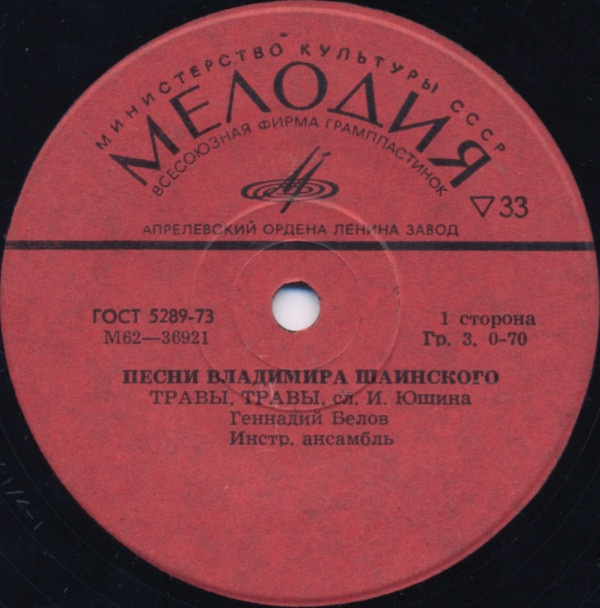 МИНИСТЕРСТВО КУЛЬТУРЫ СССР
МЕЛОДИЯ
ВСЕСОЮЗНАЯ ФИРМА ГРАМПЛАСТИНОК
▽ 33
АПРЕЛЕВСКИЙ ОРДЕНА ЛЕНИНА ЗАВОД
ГОСТ 5289-73
М62—36921
1 сторона
Гр. 3, 0-70
ПЕСНИ ВЛАДИМИРА ШАИНСКОГО
ТРАВЫ, ТРАВЫ, сл. И. Юшина
Геннадий Белов
Инстр. ансамбль